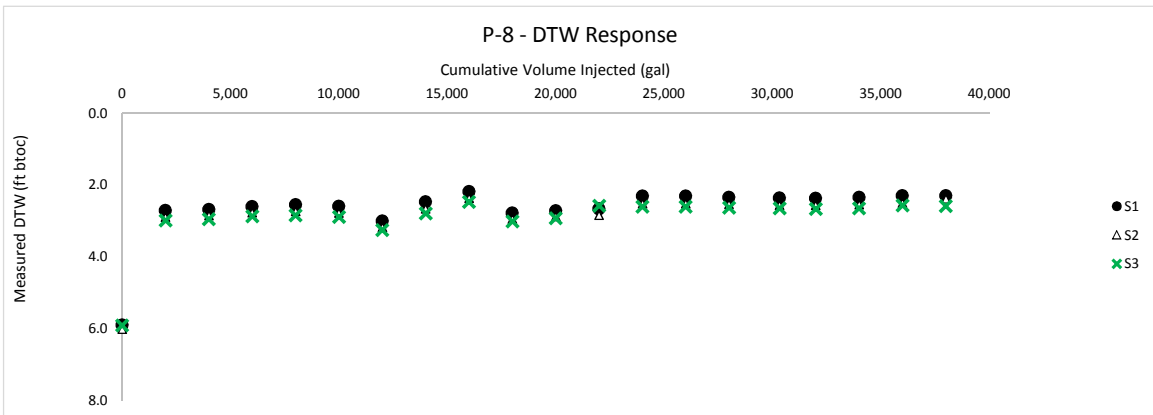 P-8 - DTW Response
Cumulative Volume Injected (gal)
0 5,000 10,000 15,000 20,000 25,000 30,000 35,000 40,000
0.0
2.0
4.0
6.0
8.0
Measured DTW (ft btoc)
S1
S2
S3